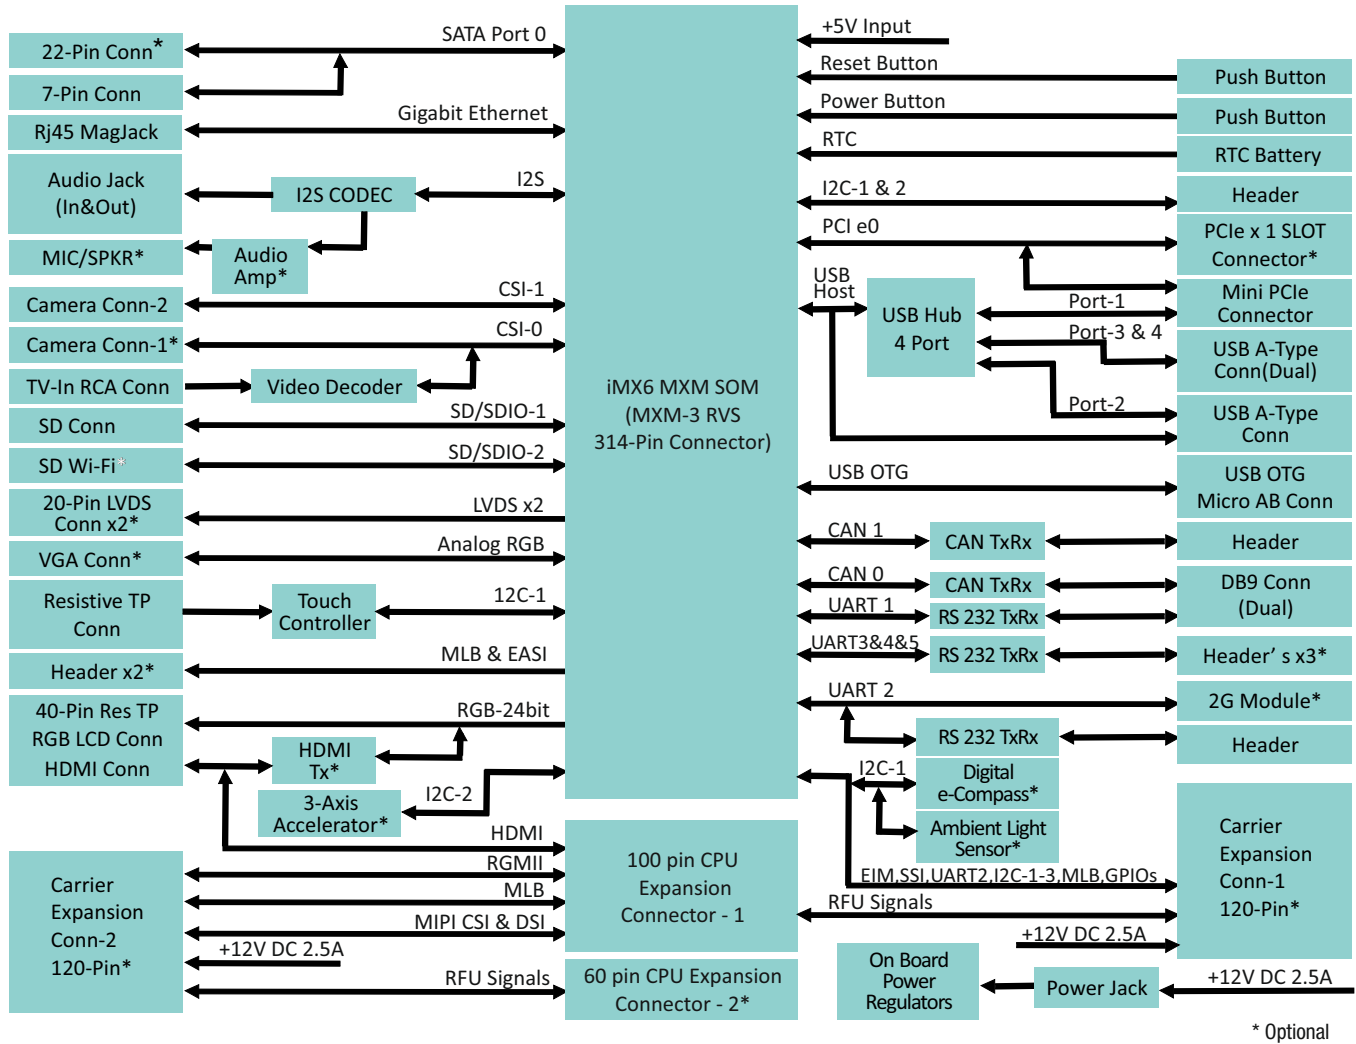 22-Pin Conn*
7-Pin Conn
Rj45 MagJack
Audio Jack
(In&Out)
MIC/SPKR*
Camera Conn-2
Camera Conn-1*
TV-In RCA Conn
SD Conn
SD Wi-Fi*
20-Pin LVDS
Conn x2*
VGA Conn*
Resistive TP
Conn
Header x2*
40-Pin Res TP
RGB LCD Conn
HDMI Conn
Carrier
Expansion
Conn-2
120-Pin*
SATA Port 0
Gigabit Ethernet
I2S
I2S CODEC
Audio
Amp*
CSI-1
CSI-0
Video Decoder
SD/SDIO-1
SD/SDIO-2
LVDS x2
Analog RGB
12C-1
Touch
Controller
MLB & EASI
RGB-24bit
HDMI
Tx*
3-Axis
Accelerator*
I2C-2
HDMI
RGMII
MLB
MIPI CSI & DSI
+12V DC 2.5A
RFU Signals
iMX6 MXM SOM
(MXM-3 RVS
314-Pin Connector)
100 pin CPU
Expansion
Connector - 1
60 pin CPU Expansion
Connector - 2*
+5V Input
Reset Button
Power Button
RTC
I2C-1 & 2
PCI e0
USB
Host
USB Hub
4 Port
Port-1
Port-3 & 4
Port-2
USB OTG
CAN 1
CAN TxRx
CAN 0
CAN TxRx
UART 1
RS 232 TxRx
UART3&4&5
RS 232 TxRx
UART 2
RS 232 TxRx
I2C-1
Digital
e-Compass*
Ambient Light
Sensor*
EIM,SSI,UART2,I2C-1-3,MLB,GPIOs
RFU Signals
+12V DC 2.5A
On Board
Power
Regulators
Power Jack
+12V DC 2.5A
Push Button
Push Button
RTC Battery
Header
PCIe x 1 SLOT
Connector*
Mini PCIe
Connector
USB A-Type
Conn(Dual)
USB A-Type
Conn
USB OTG
Micro AB Conn
Header
DB9 Conn
(Dual)
Header' s x3*
2G Module*
Header
Carrier
Expansion
Conn-1
120-Pin*
* Optional